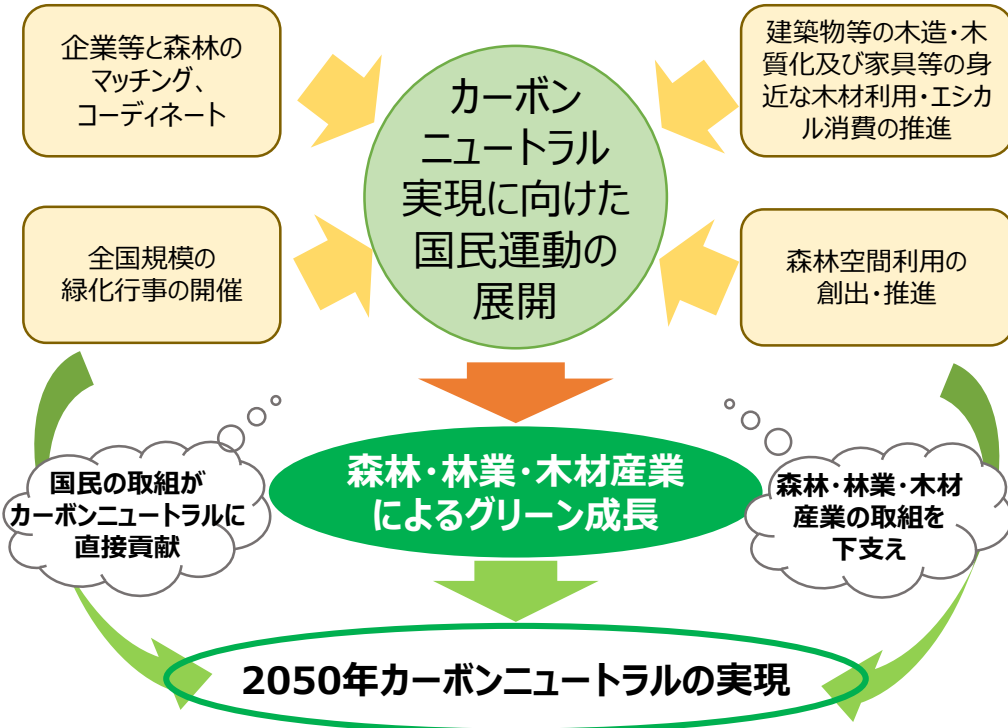 企業等と森林の
マッチング、
コーディネート
全国規模の
緑化行事の開催
カーボン
ニュートラル
実現に向けた
国民運動の
展開
建築物等の木造・木
質化及び家具等の身
近な木材利用・エシカ
ル消費の推進
森林空間利用の
創出・推進
国民の取組が
カーボンニュートラルに
直接貢献
森林・林業・木材産業
によるグリーン成長
森林・林業・木材
産業の取組を
下支え
2050年カーボンニュートラルの実現